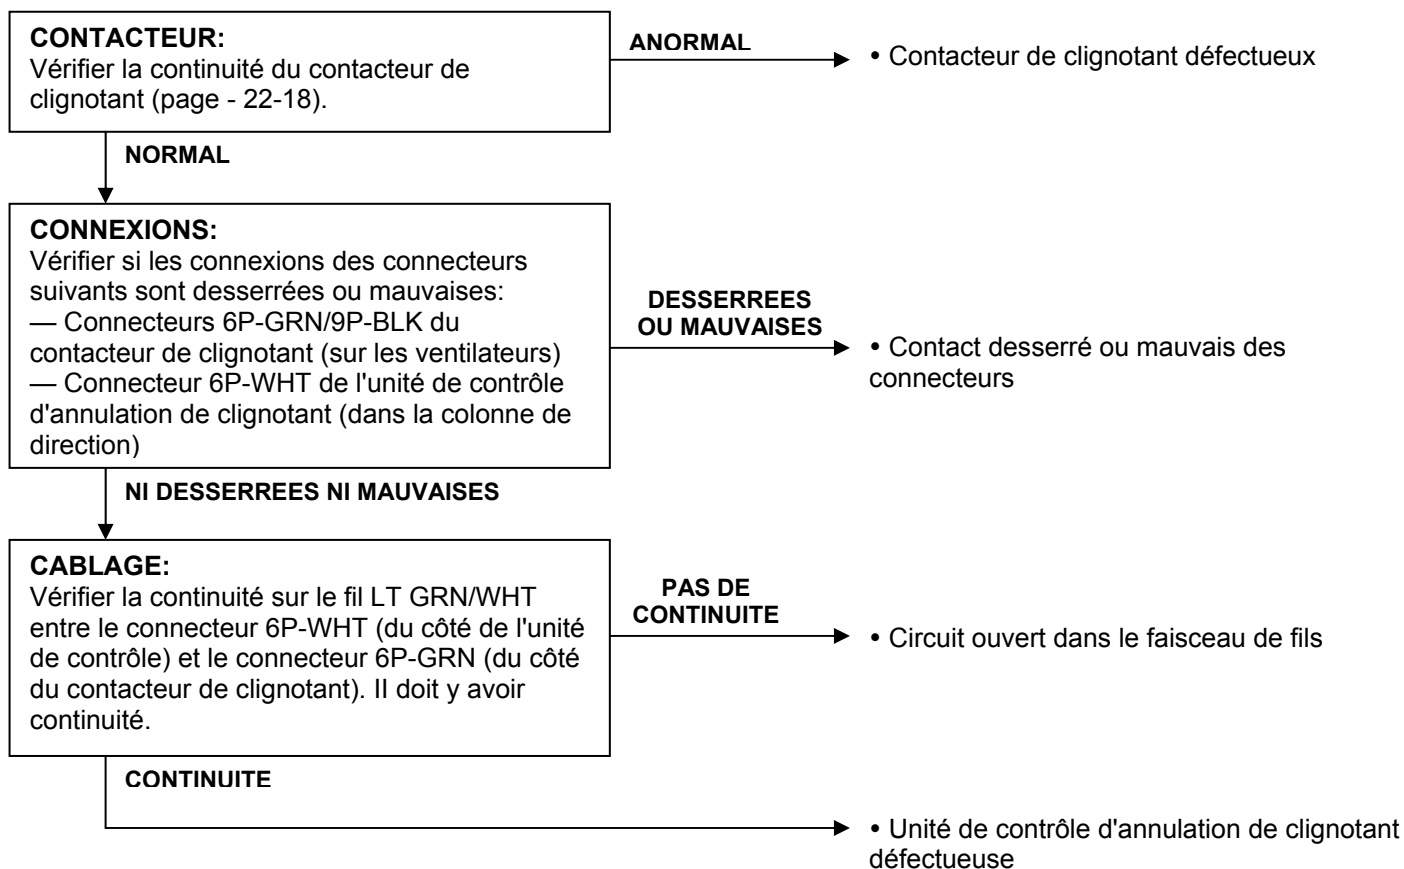 CONTACTEUR:
Vérifier la continuité du contacteur de
clignotant (page - 22-18).
ANORMAL
• Contacteur de clignotant défectueux
NORMAL
CONNEXIONS:
Vérifier si les connexions des connecteurs
suivants sont desserrées ou mauvaises:
— Connecteurs 6P-GRN/9P-BLK du
contacteur de clignotant (sur les ventilateurs)
— Connecteur 6P-WHT de l'unité de contrôle
d'annulation de clignotant (dans la colonne de
direction)
DESSERREES
OU MAUVAISES
• Contact desserré ou mauvais des
connecteurs
NI DESSERREES NI MAUVAISES
CABLAGE:
Vérifier la continuité sur le fil LT GRN/WHT
entre le connecteur 6P-WHT (du côté de l'unité
de contrôle) et le connecteur 6P-GRN (du côté
du contacteur de clignotant). II doit y avoir
continuité.
PAS DE
CONTINUITE
• Circuit ouvert dans le faisceau de fils
CONTINUITE
• Unité de contrôle d'annulation de clignotant
défectueuse